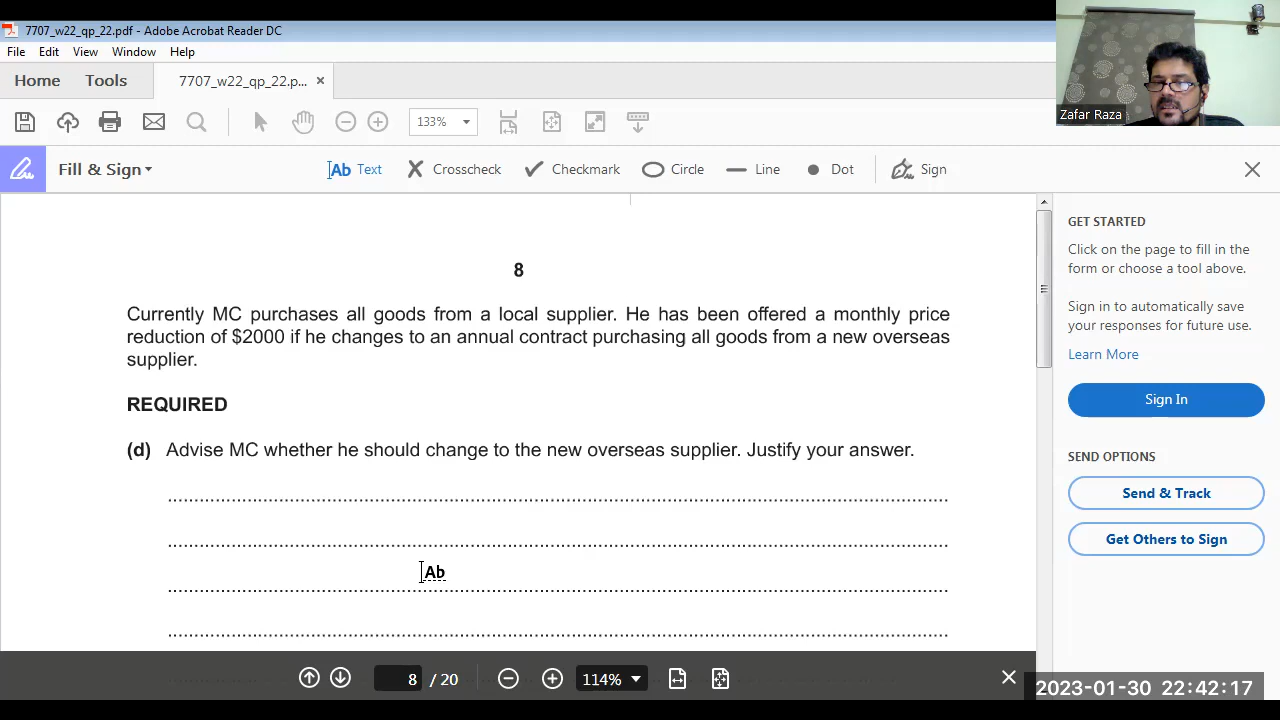 7707_w22_qp_22.pdf - Adobe Acrobat Reader DC
File Edit View Window Help
Home Tools 7707_w22_qp_22.p... ×
133%
Zafar Raza
Fill & Sign Ab Text Crosscheck Checkmark Circle Line Dot Sign
8
Currently MC purchases all goods from a local supplier. He has been offered a monthly price
reduction of $2000 if he changes to an annual contract purchasing all goods from a new overseas
supplier.
REQUIRED
(d) Advise MC whether he should change to the new overseas supplier. Justify your answer.
Ab
GET STARTED
Click on the page to fill in the
form or choose a tool above.
Sign in to automatically save
your responses for future use.
Learn More
Sign In
SEND OPTIONS
Send & Track
Get Others to Sign
8 / 20 114%
2023-01-30 22:42:17